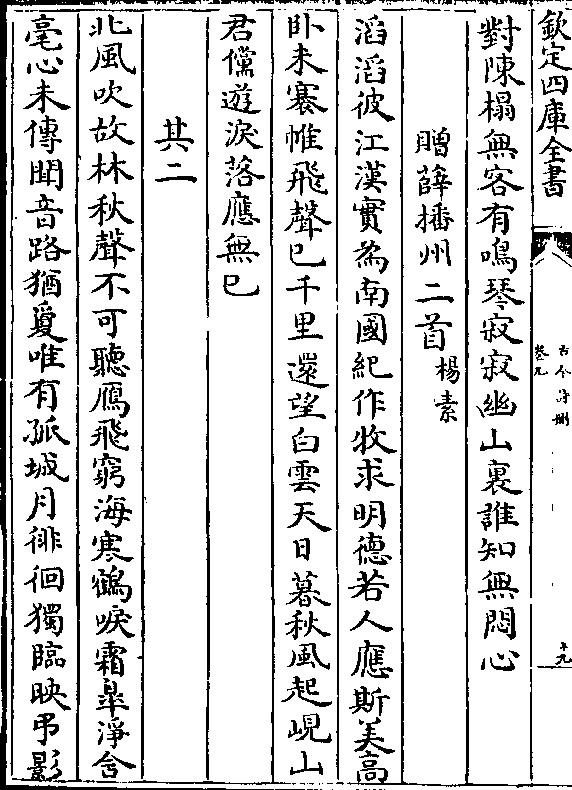 欽定四庫全書
古今詩刪
卷九
十九
對陳榻無客有鳴琴寂寂幽山裏誰知無悶心
贈薛播州二首楊素
滔滔彼江漢實為南國紀作牧求明德若人應斯美高
卧未褰帷飛聲已千里還望白雲天日暮秋風起峴山
君儻遊淚落應無已
其二
北風吹故林秋聲不可聽鴈飛窮海寒鶴唳霜臯淨含
毫心未傳聞音路猶敻唯有孤城月徘徊獨臨映弔影